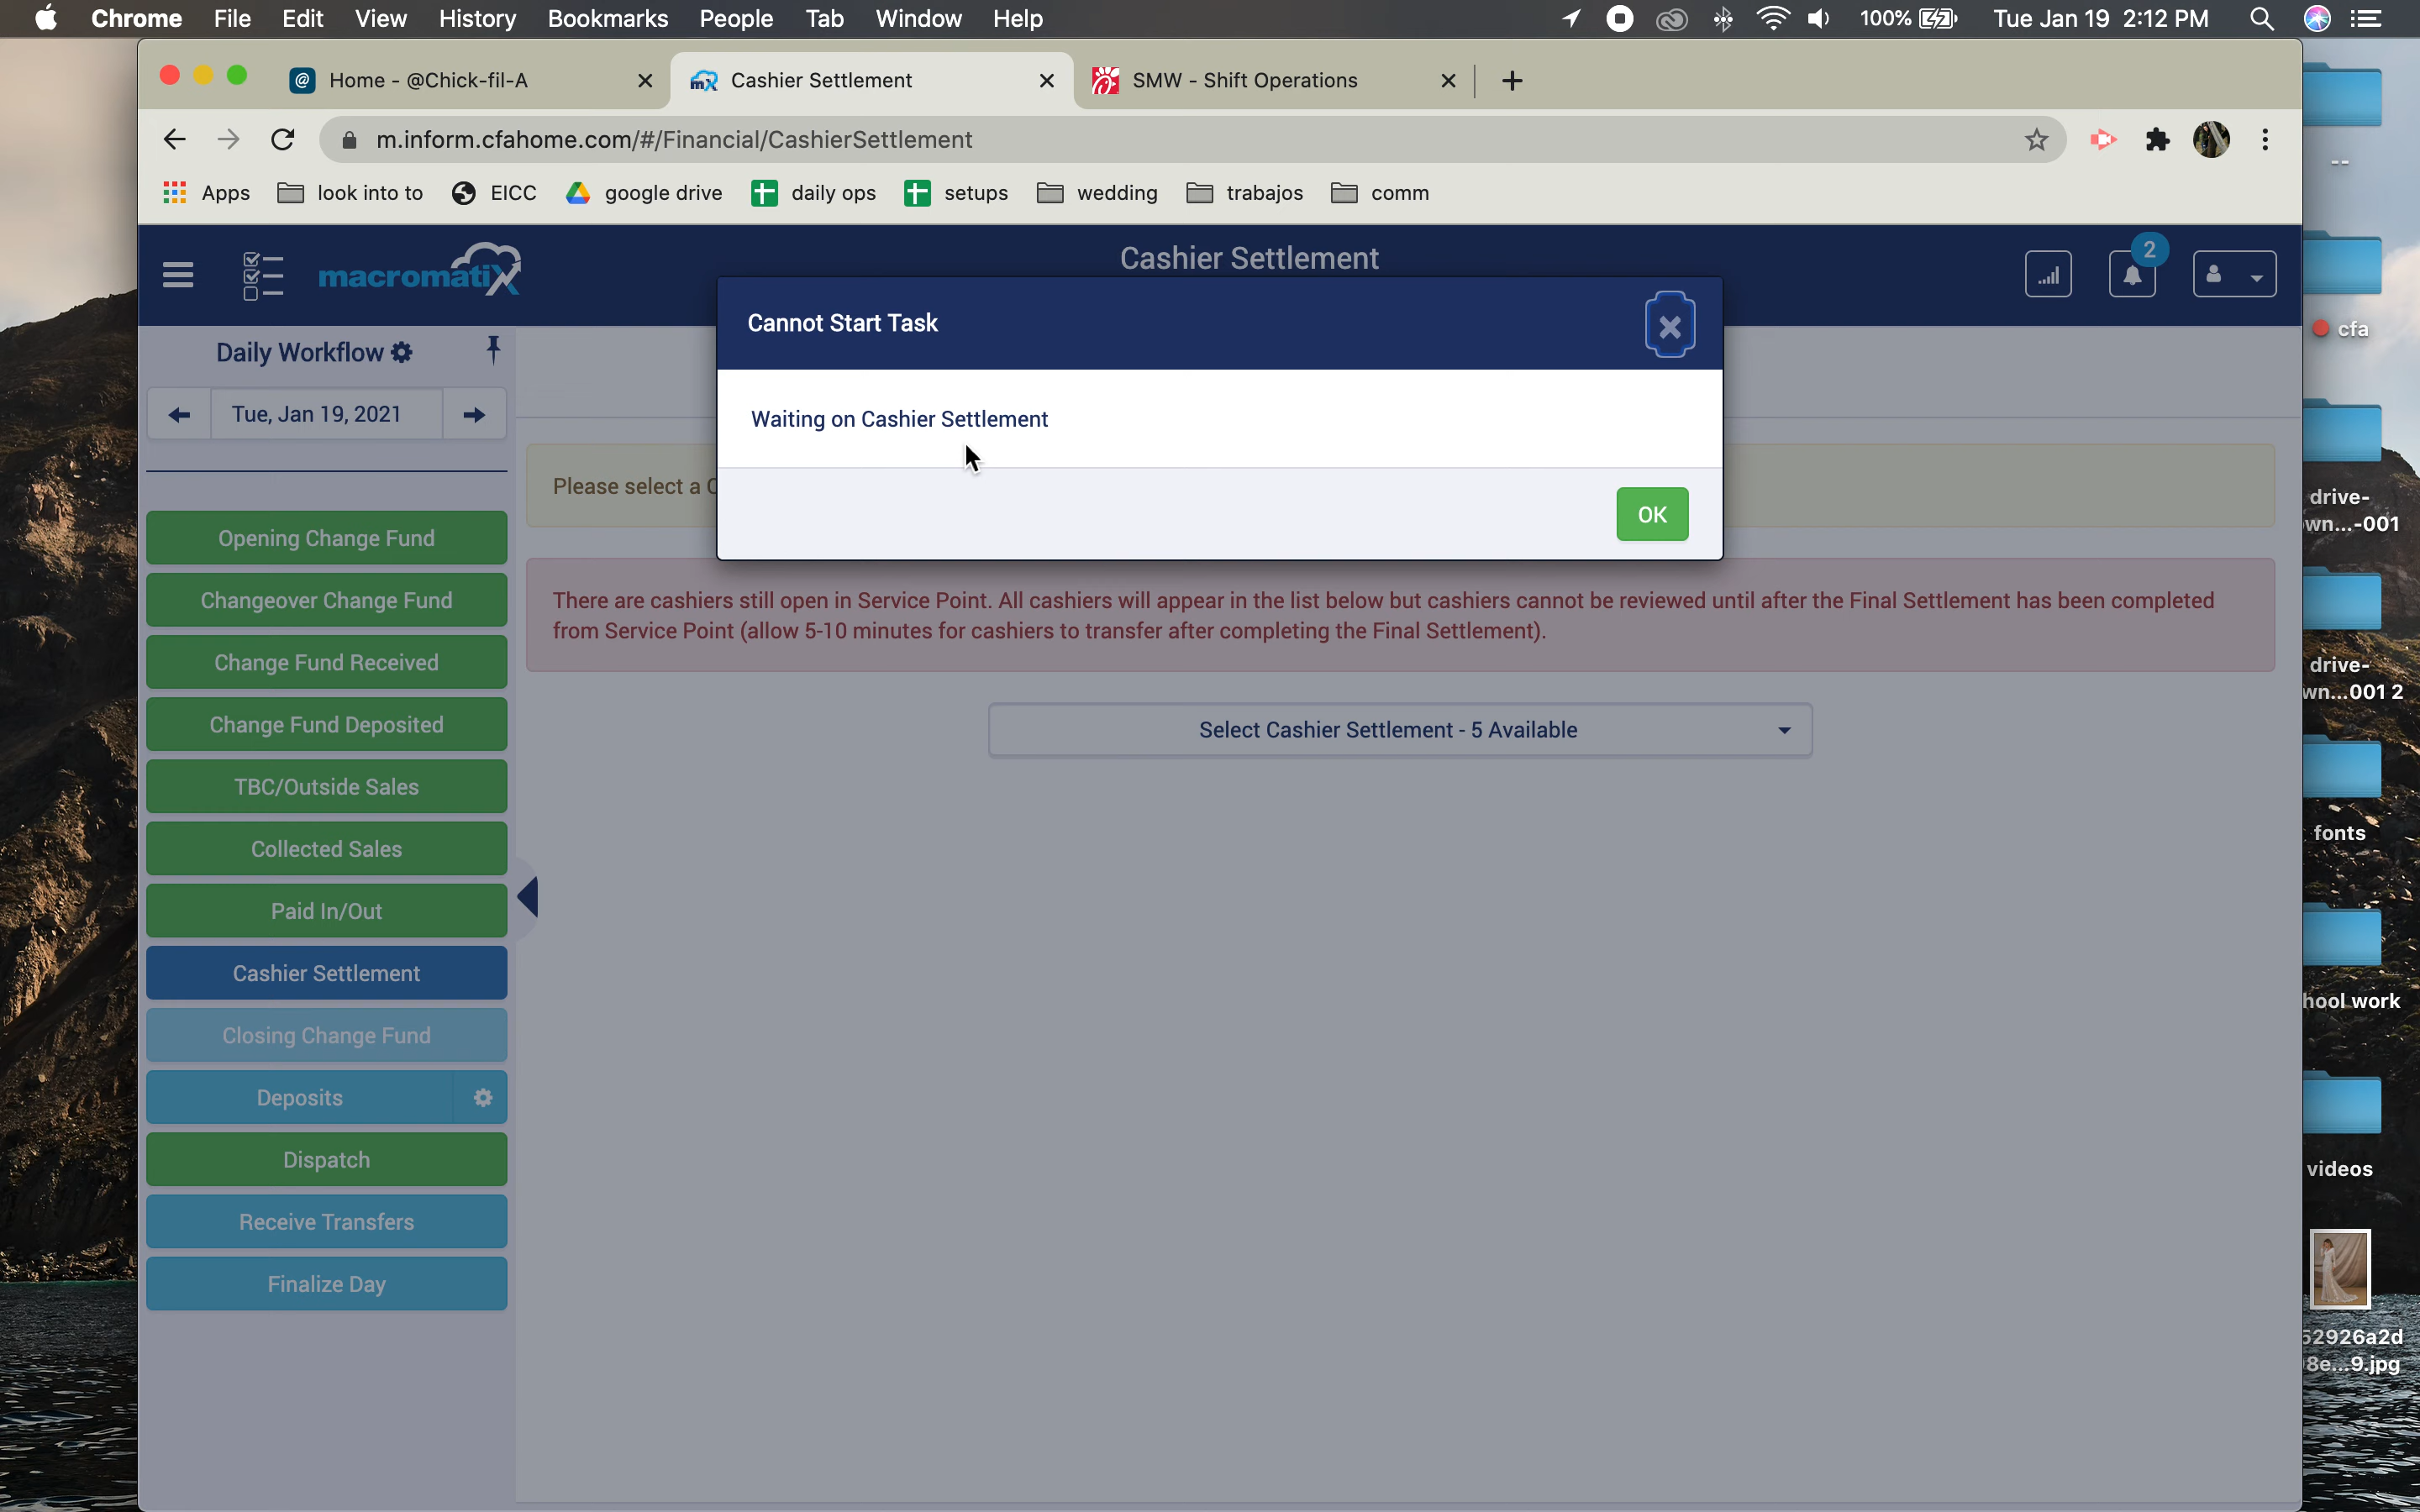 Chrome File Edit View History Bookmarks People Tab Window Help
100% Tue Jan 19 2:12 PM
Home - @Chick-fil-A
Cashier Settlement
SMW - Shift Operations
m.inform.cfahome.com/#/Financial/CashierSettlement
Apps
look into to
EICC
google drive
daily ops
setups
wedding
trabajos
comm
macromatiX
Cashier Settlement
2
Daily Workflow
Tue, Jan 19, 2021
Opening Change Fund
Changeover Change Fund
Change Fund Received
Change Fund Deposited
TBC/Outside Sales
Collected Sales
Paid In/Out
Cashier Settlement
Closing Change Fund
Deposits
Dispatch
Receive Transfers
Finalize Day
Cannot Start Task
Waiting on Cashier Settlement
OK
Please select a C
There are cashiers still open in Service Point. All cashiers will appear in the list below but cashiers cannot be reviewed until after the Final Settlement has been completed
from Service Point (allow 5-10 minutes for cashiers to transfer after completing the Final Settlement).
Select Cashier Settlement - 5 Available
--
cfa
drive-
wn...-001
drive-
wn...001 2
fonts
hool work
videos
52926a2d
8e...9.jpg